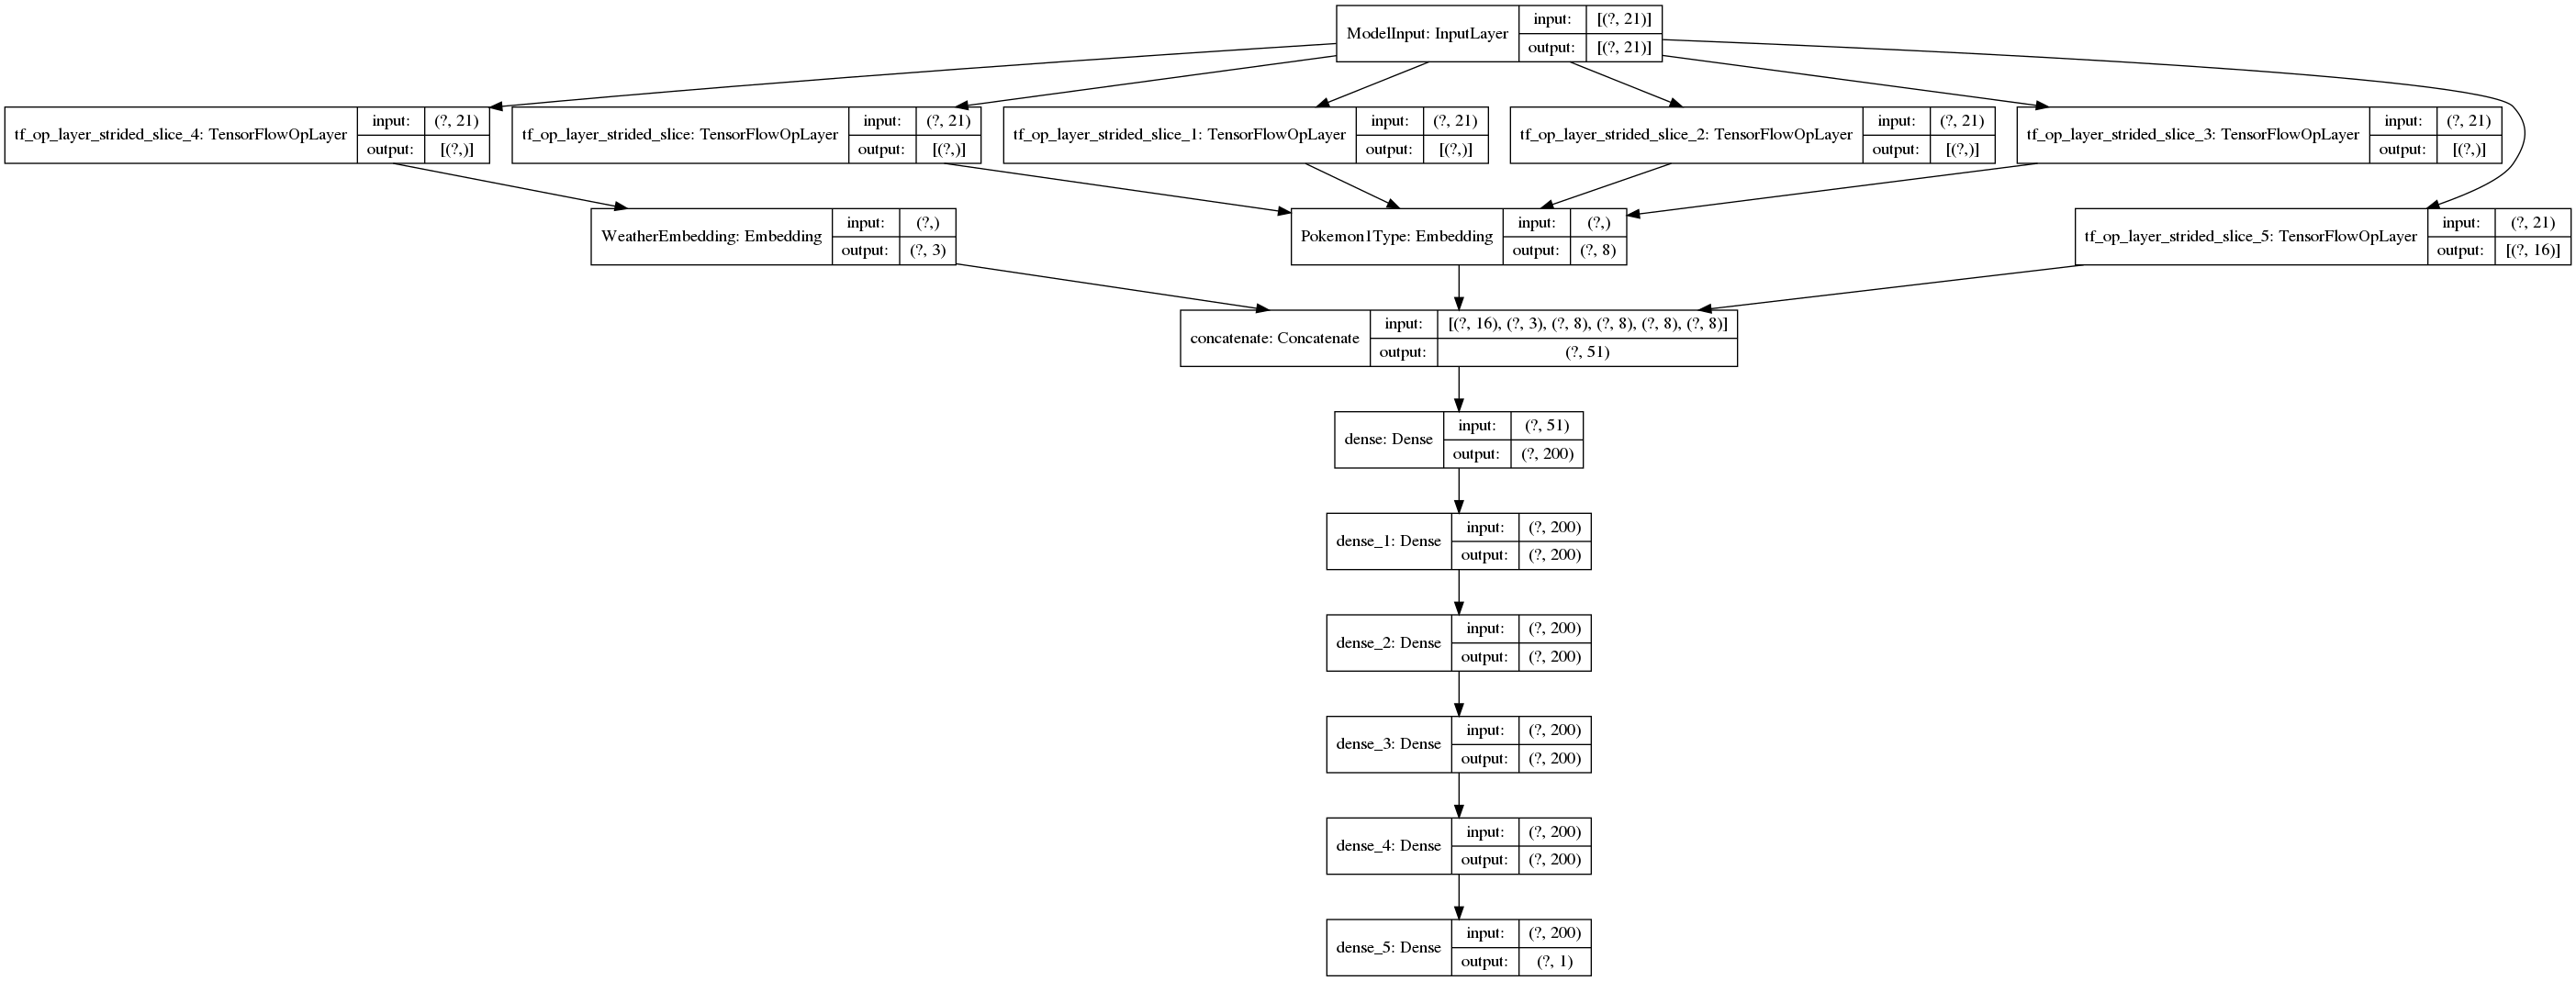 ModelInput: InputLayer
input: [(?, 21)]
output: [(?, 21)]
tf_op_layer_strided_slice_4: TensorFlowOpLayer
input: (?, 21)
output: [(?,)]
tf_op_layer_strided_slice: TensorFlowOpLayer
input: (?, 21)
output: [(?,)]
tf_op_layer_strided_slice_1: TensorFlowOpLayer
input: (?, 21)
output: [(?,)]
tf_op_layer_strided_slice_2: TensorFlowOpLayer
input: (?, 21)
output: [(?,)]
tf_op_layer_strided_slice_3: TensorFlowOpLayer
input: (?, 21)
output: [(?,)]
WeatherEmbedding: Embedding
input: (?,)
output: (?, 3)
Pokemon1Type: Embedding
input: (?,)
output: (?, 8)
tf_op_layer_strided_slice_5: TensorFlowOpLayer
input: (?, 21)
output: [(?, 16)]
concatenate: Concatenate
input: [(?, 16), (?, 3), (?, 8), (?, 8), (?, 8), (?, 8)]
output: (?, 51)
dense: Dense
input: (?, 51)
output: (?, 200)
dense_1: Dense
input: (?, 200)
output: (?, 200)
dense_2: Dense
input: (?, 200)
output: (?, 200)
dense_3: Dense
input: (?, 200)
output: (?, 200)
dense_4: Dense
input: (?, 200)
output: (?, 200)
dense_5: Dense
input: (?, 200)
output: (?, 1)